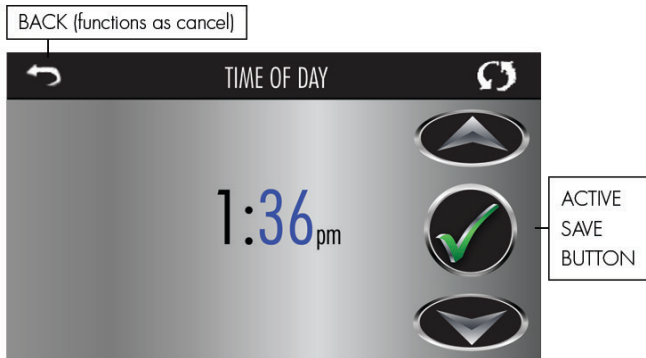 BACK (functions as cancel)
TIME OF DAY
1:36pm
ACTIVE
SAVE
BUTTON